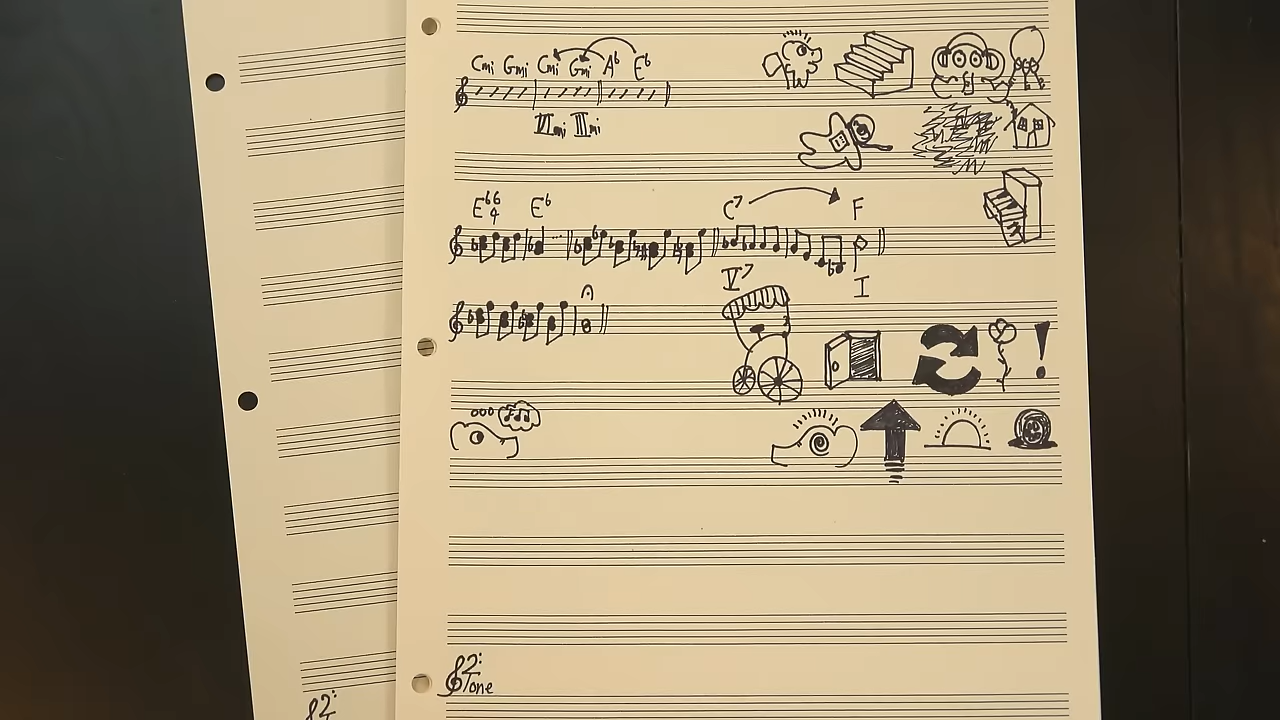 Cmi Gmi Cmi Gmi A♭ E♭
VImi IIImi
E♭6/4 E♭ C7 F
V7 I
!
Tone